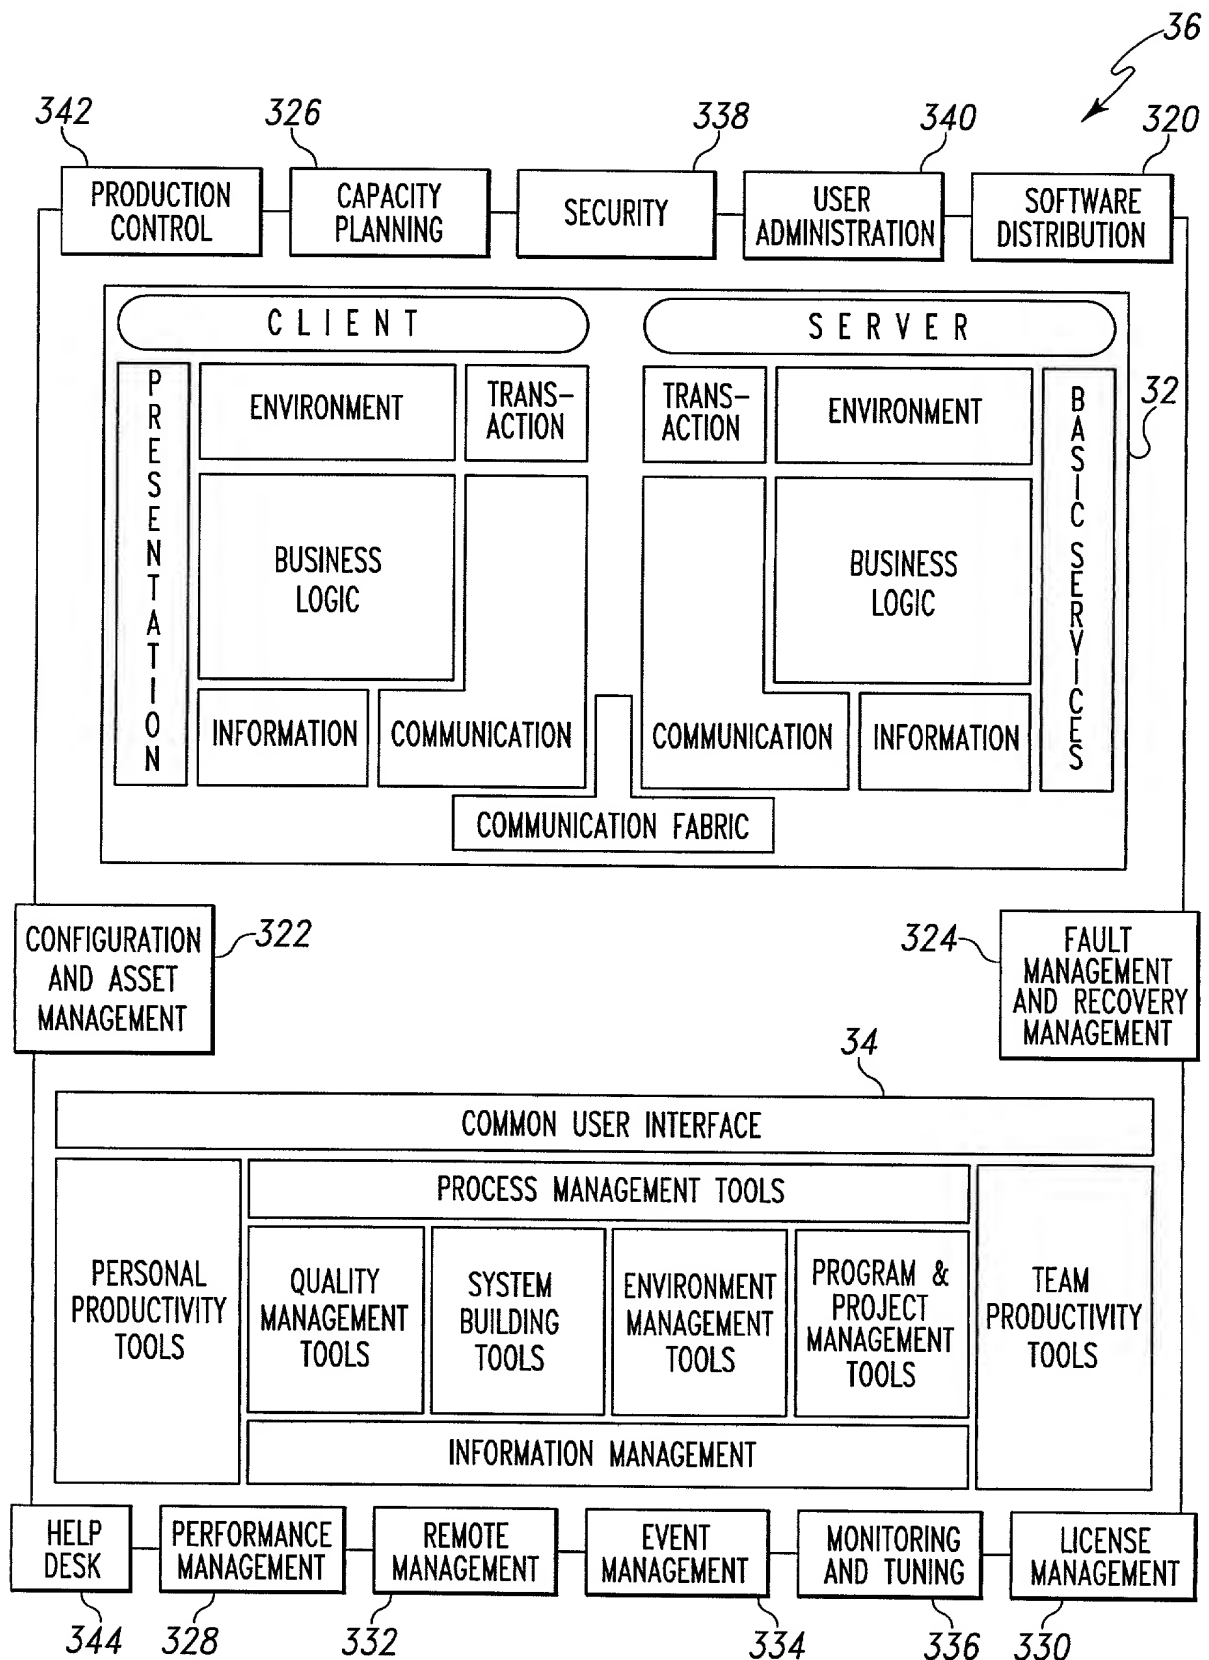 36
342
326
338
340
320
PRODUCTION
CONTROL
CAPACITY
PLANNING
SECURITY
USER
ADMINISTRATION
SOFTWARE
DISTRIBUTION
CLIENT
SERVER
PRESENTATION
ENVIRONMENT
TRANS-
ACTION
TRANS-
ACTION
ENVIRONMENT
BASIC SERVICES
32
BUSINESS
LOGIC
BUSINESS
LOGIC
INFORMATION
COMMUNICATION
COMMUNICATION
INFORMATION
COMMUNICATION FABRIC
CONFIGURATION
AND ASSET
MANAGEMENT
322
324
FAULT
MANAGEMENT
AND RECOVERY
MANAGEMENT
34
COMMON USER INTERFACE
PROCESS MANAGEMENT TOOLS
PERSONAL
PRODUCTIVITY
TOOLS
QUALITY
MANAGEMENT
TOOLS
SYSTEM
BUILDING
TOOLS
ENVIRONMENT
MANAGEMENT
TOOLS
PROGRAM &
PROJECT
MANAGEMENT
TOOLS
TEAM
PRODUCTIVITY
TOOLS
INFORMATION MANAGEMENT
HELP
DESK
PERFORMANCE
MANAGEMENT
REMOTE
MANAGEMENT
EVENT
MANAGEMENT
MONITORING
AND TUNING
LICENSE
MANAGEMENT
344
328
332
334
336
330